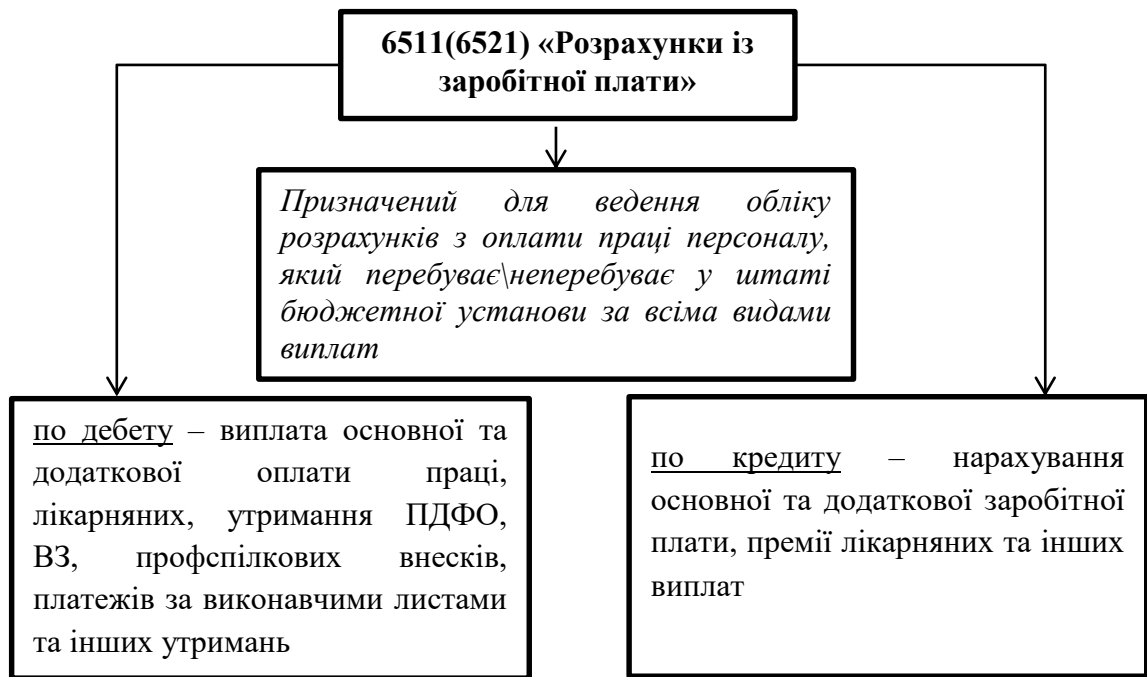 6511(6521) «Розрахунки із
заробітної плати»
Призначений для ведення обліку
розрахунків з оплати праці персоналу,
який перебуває\неперебуває у штаті
бюджетної установи за всіма видами
виплат
по дебету – виплата основної та
додаткової оплати праці,
лікарняних, утримання ПДФО,
ВЗ, профспілкових внесків,
платежів за виконавчими листами
та інших утримань
по кредиту – нарахування
основної та додаткової заробітної
плати, премії лікарняних та інших
виплат